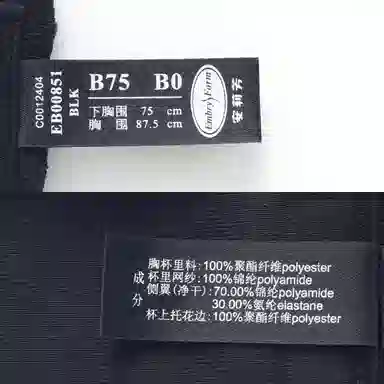 C0012404
EB00851
BLK
B75 B0
下胸围 75 cm
胸 围 87.5 cm
Embry Form
安莉芳
胸杯里料:100%聚酯纤维polyester
成杯里网纱:100%锦纶polyamide
侧翼(净干):70.00%锦纶polyamide
分 30.00%氨纶elastane
杯上托花边:100%聚酯纤维polyester